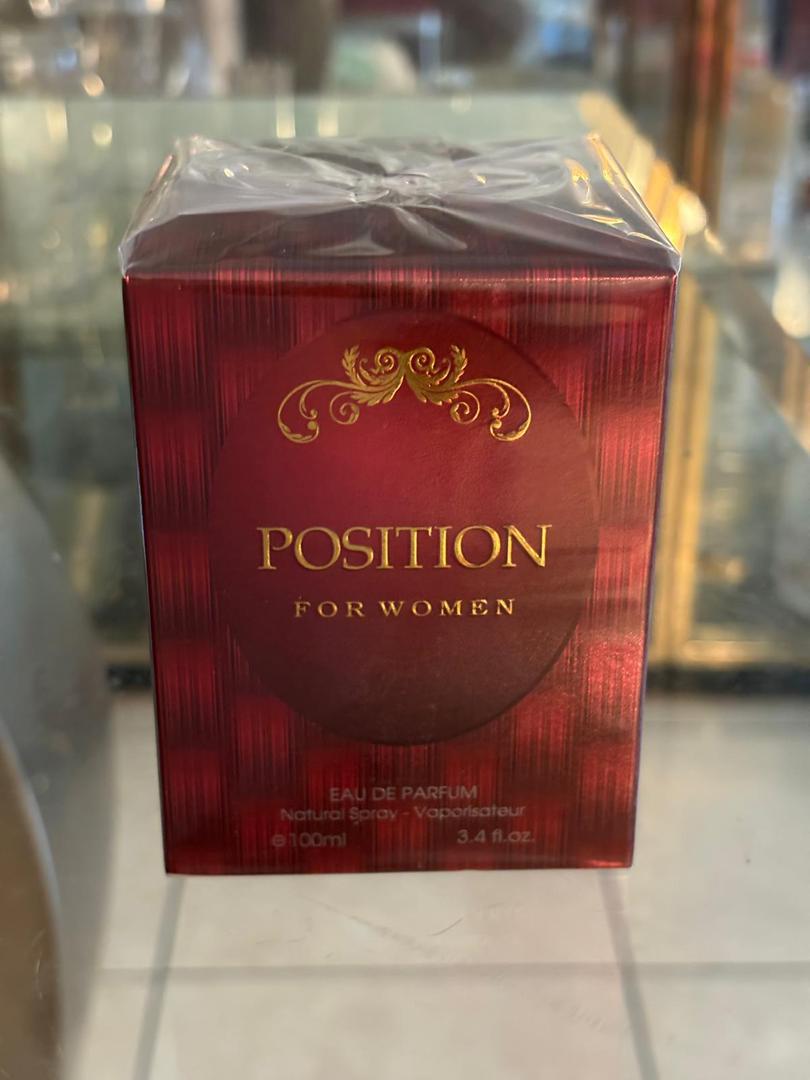 POSITION
FOR WOMEN
EAU DE PARFUM
Natural Spray - Vaporisateur
e 100ml 3.4 fl.oz.